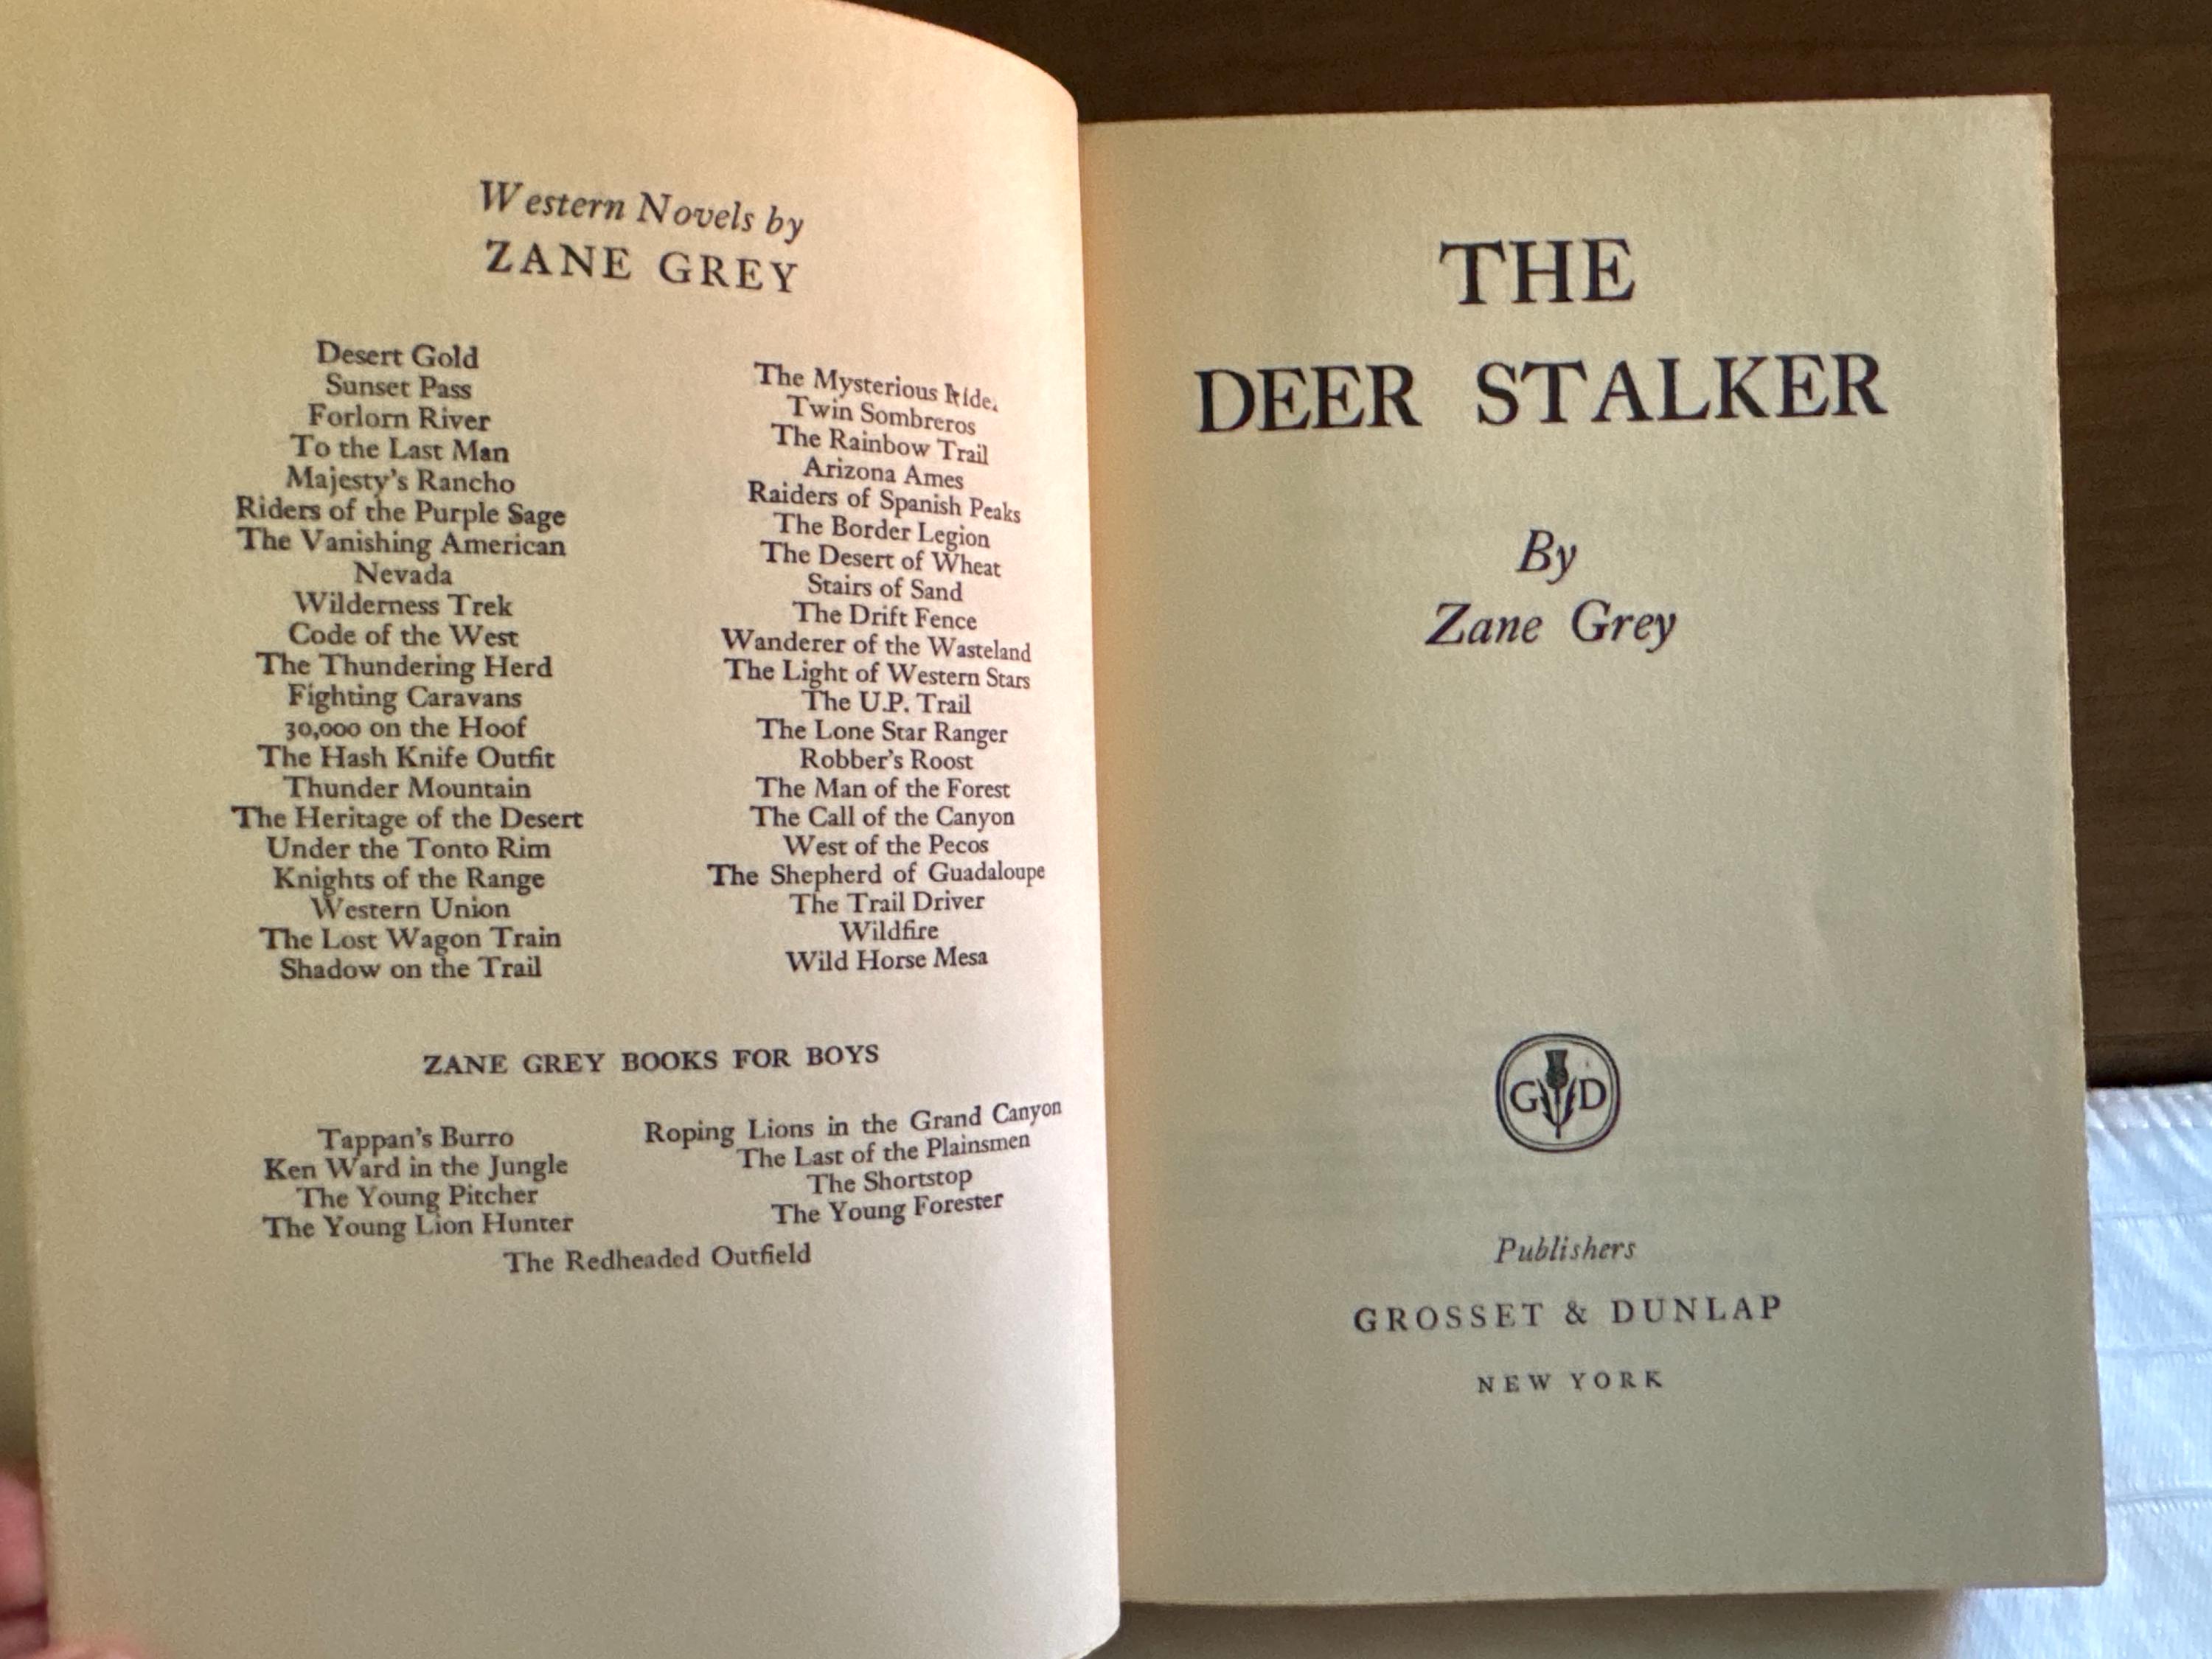 Western Novels by
ZANE GREY
Desert Gold
Sunset Pass
Forlorn River
To the Last Man
Majesty's Rancho
Riders of the Purple Sage
The Vanishing American
Nevada
Wilderness Trek
Code of the West
The Thundering Herd
Fighting Caravans
30,000 on the Hoof
The Hash Knife Outfit
Thunder Mountain
The Heritage of the Desert
Under the Tonto Rim
Knights of the Range
Western Union
The Lost Wagon Train
Shadow on the Trail
The Mysterious Rider
Twin Sombreros
The Rainbow Trail
Arizona Ames
Raiders of Spanish Peaks
The Border Legion
The Desert of Wheat
Stairs of Sand
The Drift Fence
Wanderer of the Wasteland
The Light of Western Stars
The U.P. Trail
The Lone Star Ranger
Robber's Roost
The Man of the Forest
The Call of the Canyon
West of the Pecos
The Shepherd of Guadaloupe
The Trail Driver
Wildfire
Wild Horse Mesa
ZANE GREY BOOKS FOR BOYS
Tappan's Burro
Ken Ward in the Jungle
The Young Pitcher
The Young Lion Hunter
Roping Lions in the Grand Canyon
The Last of the Plainsmen
The Shortstop
The Young Forester
The Redheaded Outfield
THE
DEER STALKER
By
Zane Grey
G D
Publishers
GROSSET & DUNLAP
NEW YORK